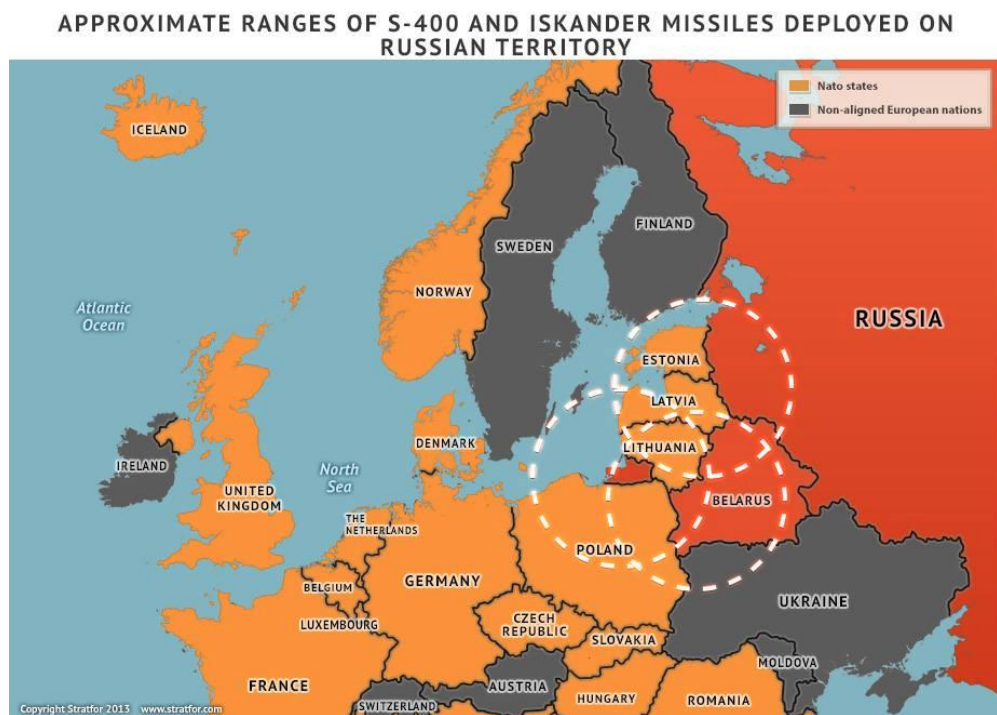 APPROXIMATE RANGES OF S-400 AND ISKANDER MISSILES DEPLOYED ON
RUSSIAN TERRITORY
Nato states
Non-aligned European nations
ICELAND
FINLAND
SWEDEN
NORWAY
Atlantic
Ocean
RUSSIA
ESTONIA
LATVIA
DENMARK
LITHUANIA
IRELAND
North
Sea
UNITED
KINGDOM
BELARUS
THE
NETHERLANDS
POLAND
GERMANY
BELGIUM
UKRAINE
LUXEMBOURG
CZECH
REPUBLIC
SLOVAKIA
MOLDOVA
FRANCE
AUSTRIA
HUNGARY
ROMANIA
SWITZERLAND
Copyright Stratfor 2013 www.stratfor.com